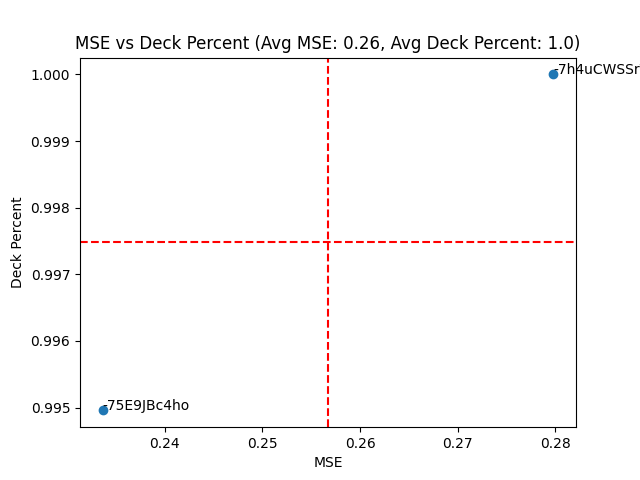 MSE vs Deck Percent (Avg MSE: 0.26, Avg Deck Percent: 1.0)
1.000
-7h4uCWSSr
0.999
0.998
Deck Percent
0.997
0.996
0.995
-75E9JBc4ho
0.24 0.25 0.26 0.27 0.28
MSE